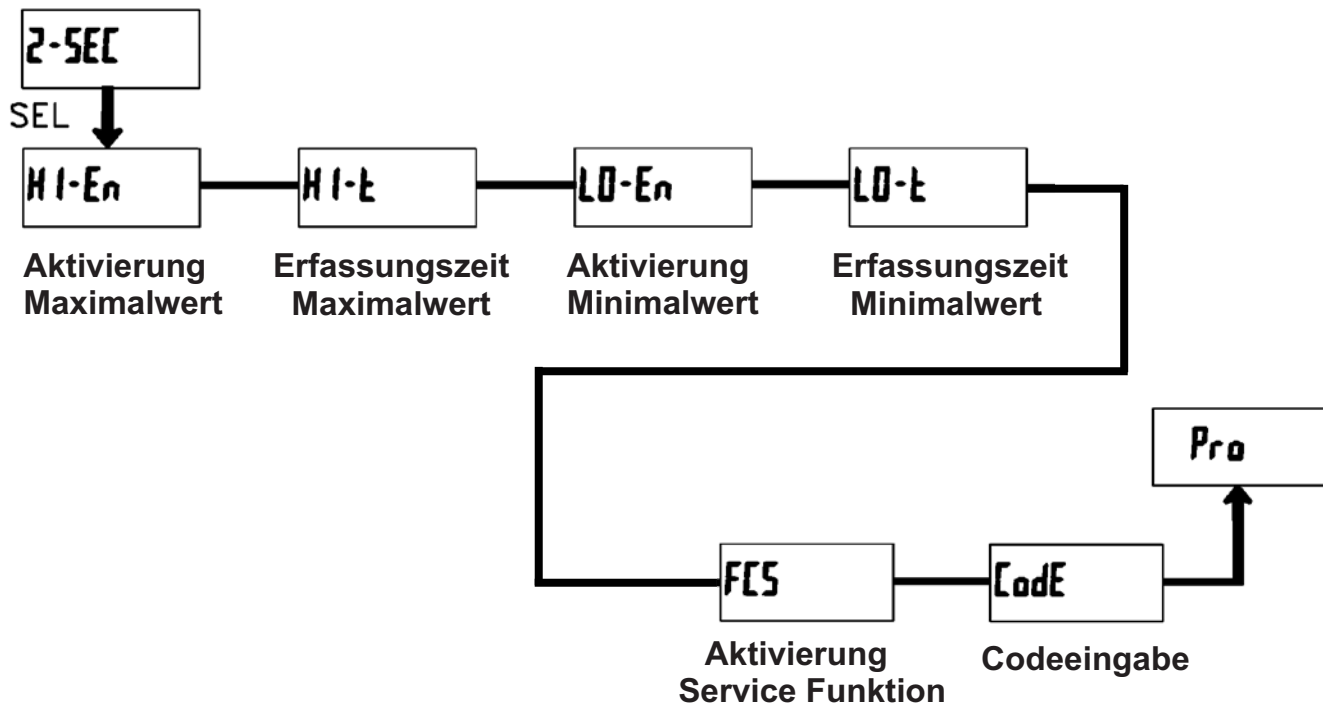 2-SEC
SEL
HI-En
HI-t
LO-En
LO-t
Aktivierung
Maximalwert
Erfassungszeit
Maximalwert
Aktivierung
Minimalwert
Erfassungszeit
Minimalwert
Pro
FCS
CodE
Aktivierung
Service Funktion
Codeeingabe